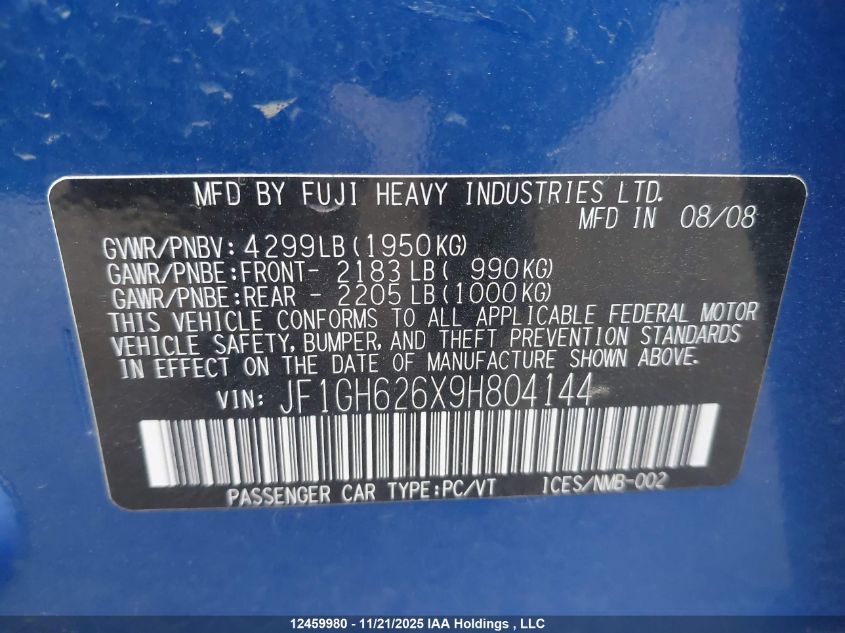 MFD BY FUJI HEAVY INDUSTRIES LTD.
MFD IN 08/08
GVWR/PNBV: 4299LB(1950KG)
GAWR/PNBE:FRONT- 2183LB( 990KG)
GAWR/PNBE:REAR - 2205LB(1000KG)
THIS VEHICLE CONFORMS TO ALL APPLICABLE FEDERAL MOTOR
VEHICLE SAFETY, BUMPER, AND THEFT PREVENTION STANDARDS
IN EFFECT ON THE DATE OF MANUFACTURE SHOWN ABOVE.
VIN: JF1GH626X9H804144
PASSENGER CAR TYPE:PC/VT ICES/NMB-002
12459980 - 11/21/2025 IAA Holdings , LLC